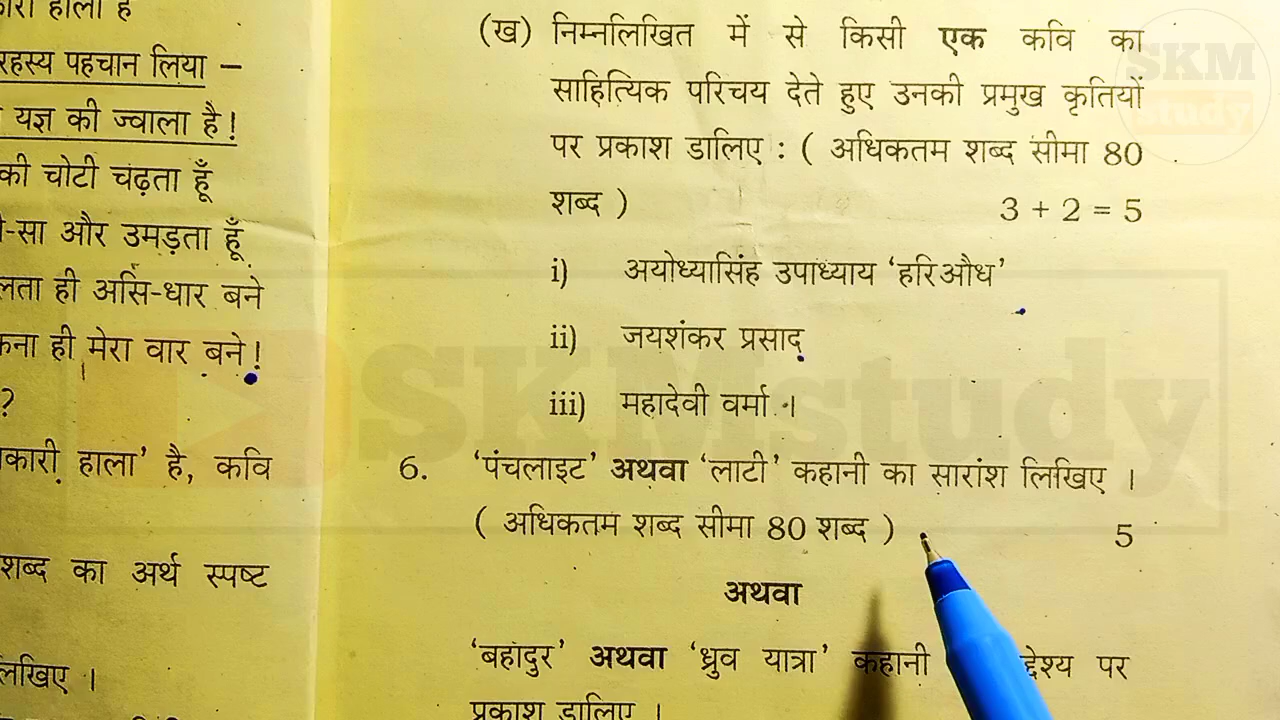 रहस्य पहचान लिया –
यज्ञ की ज्वाला है!
की चोटी चढ़ता हूँ
-सा और उमड़ता हूँ
ही असि-धार बने
ही मेरा वार बने!
?
हाला' है, कवि
शब्द का अर्थ स्पष्ट
(ख) निम्नलिखित में से किसी एक कवि का
साहित्यिक परिचय देते हुए उनकी प्रमुख कृतियों
पर प्रकाश डालिए : ( अधिकतम शब्द सीमा 80
शब्द ) 3 + 2 = 5
i) अयोध्यासिंह उपाध्याय 'हरिऔध'
ii) जयशंकर प्रसाद
iii) महादेवी वर्मा ।
6. 'पंचलाइट' अथवा 'लाटी' कहानी का सारांश लिखिए ।
( अधिकतम शब्द सीमा 80 शब्द ) 5
अथवा
'बहादुर' अथवा 'ध्रुव यात्रा' कहानी पर
प्रकाश डालिए ।
SKM
study
SKMstudy